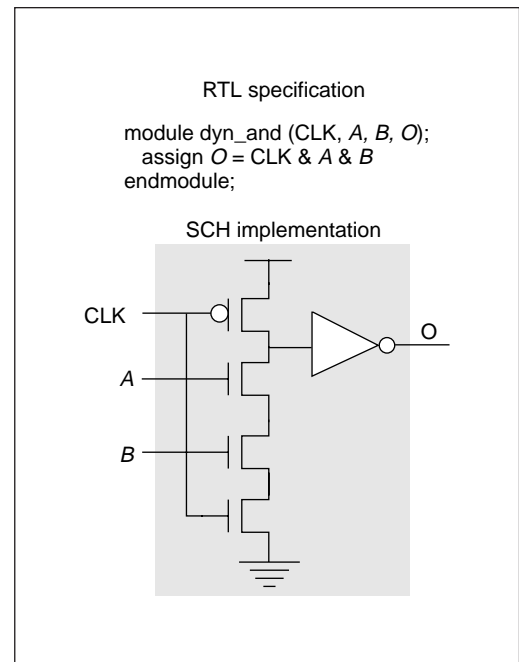 RTL specification
module dyn_and (CLK, A, B, O);
assign O = CLK & A & B
endmodule;
SCH implementation
CLK
O
A
B